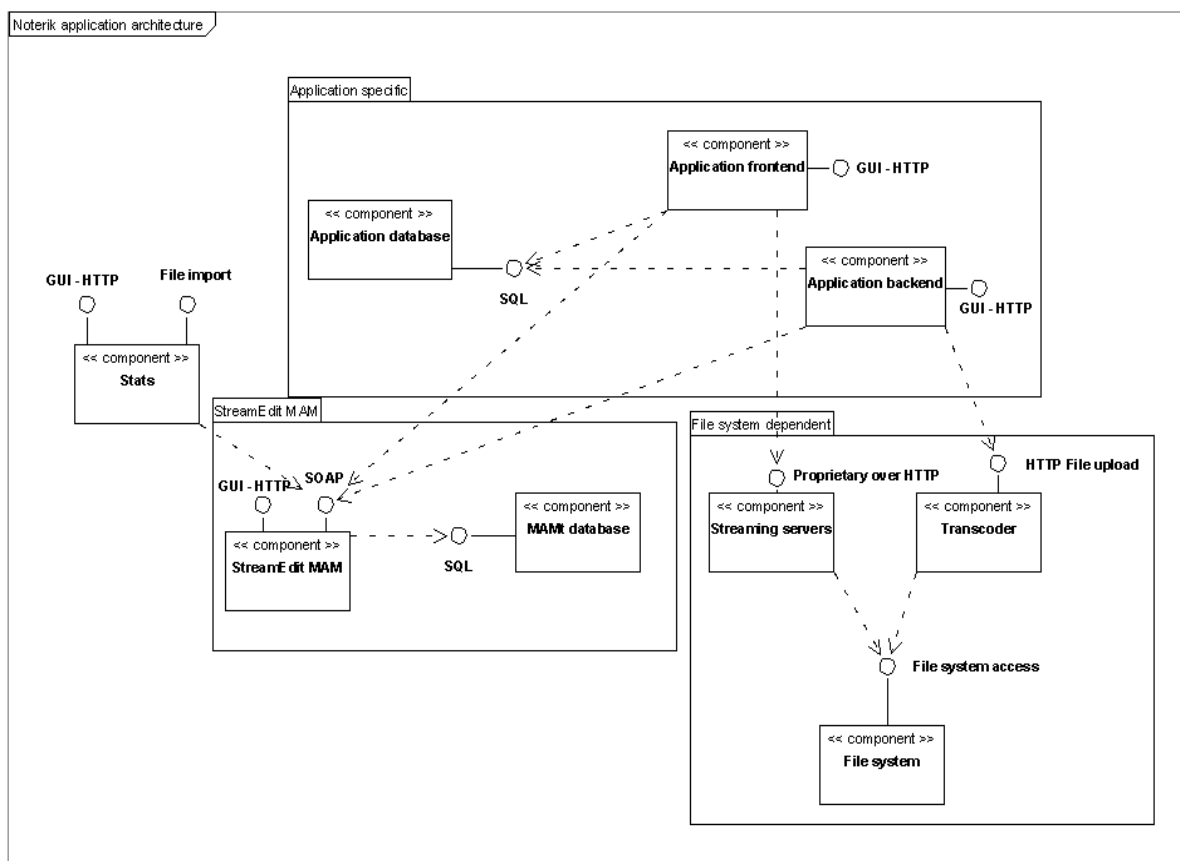 Noterik application architecture
Application specific
<< component >>
Application frontend
GUI - HTTP
<< component >>
Application database
SQL
<< component >>
Application backend
GUI - HTTP
GUI - HTTP
File import
<< component >>
Stats
StreamEdit MAM
GUI - HTTP
SOAP
<< component >>
StreamEdit MAM
SQL
<< component >>
MAMt database
File system dependent
Proprietary over HTTP
HTTP File upload
<< component >>
Streaming servers
<< component >>
Transcoder
File system access
<< component >>
File system